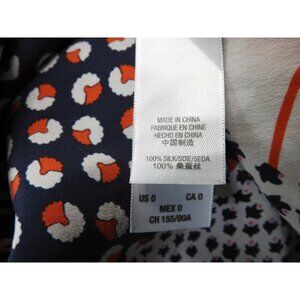 MADE IN CHINA
FABRIQUE EN CHINE
HECHO EN CHINA
中国制造
100% SILK/SOIE/SEDA
100% 桑蚕丝
US 0 CA 0
MEX 0
CH 155/80A